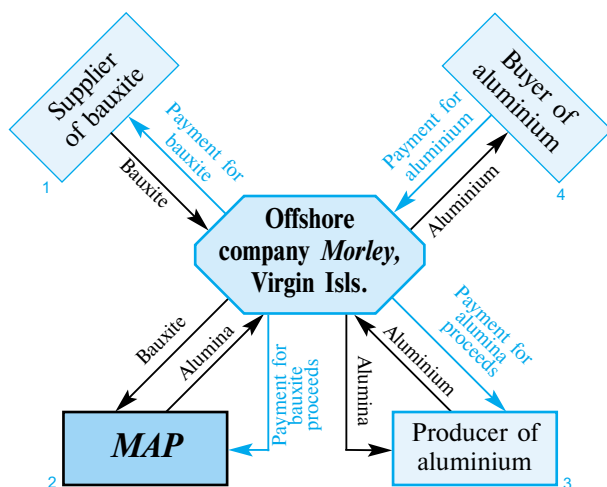 Supplier
of bauxite
1
Payment for
bauxite
Bauxite
Buyer of
aluminium
4
Payment for
aluminium
Aluminium
Offshore
company Morley,
Virgin Isls.
Bauxite
Alumina
Payment for
bauxite
proceeds
Alumina
Aluminium
Payment for
alumina
proceeds
MAP
2
Producer of
aluminium
3